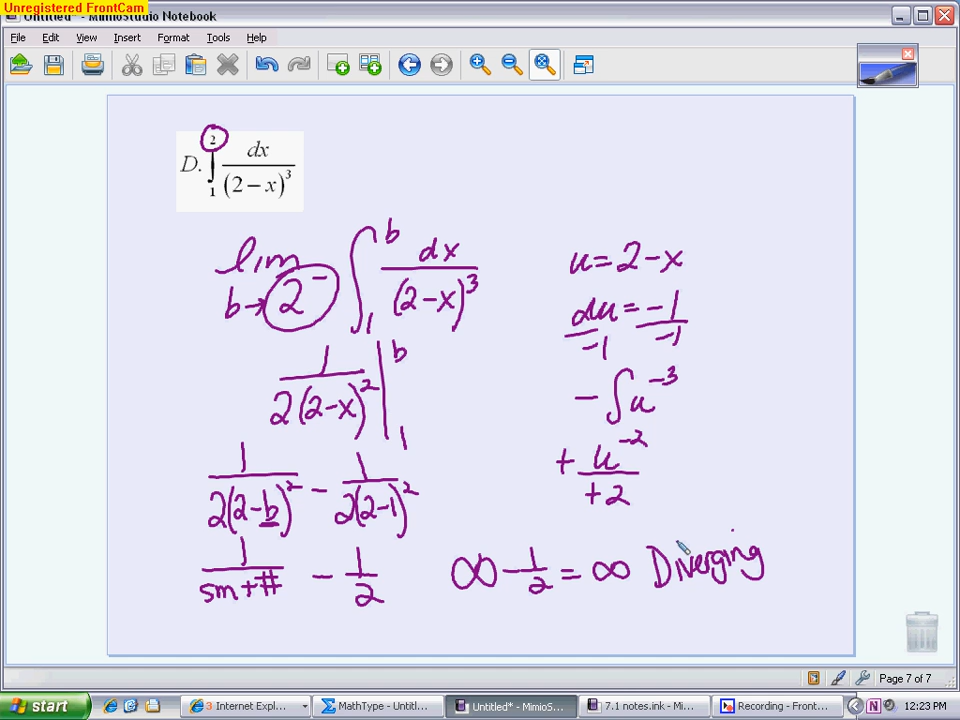 Unregistered FrontCam
Untitled* - MimioStudio Notebook
File Edit View Insert Format Tools Help
D. ∫₁² dx/(2−x)³
lim b→2⁻ ∫₁ᵇ dx/(2−x)³
u=2−x
du/−1 = −1/−1
1/2(2−x)² |₁ᵇ
−∫u⁻³
+ u⁻²/+2
1/2(2−b)² − 1/2(2−1)²
1/sm+# − 1/2
∞ − 1/2 = ∞ Diverging
Page 7 of 7
start
3 Internet Expl...
MathType - Untitl...
Untitled* - MimioS...
7.1 notes.ink - Mi...
Recording - Front...
12:23 PM